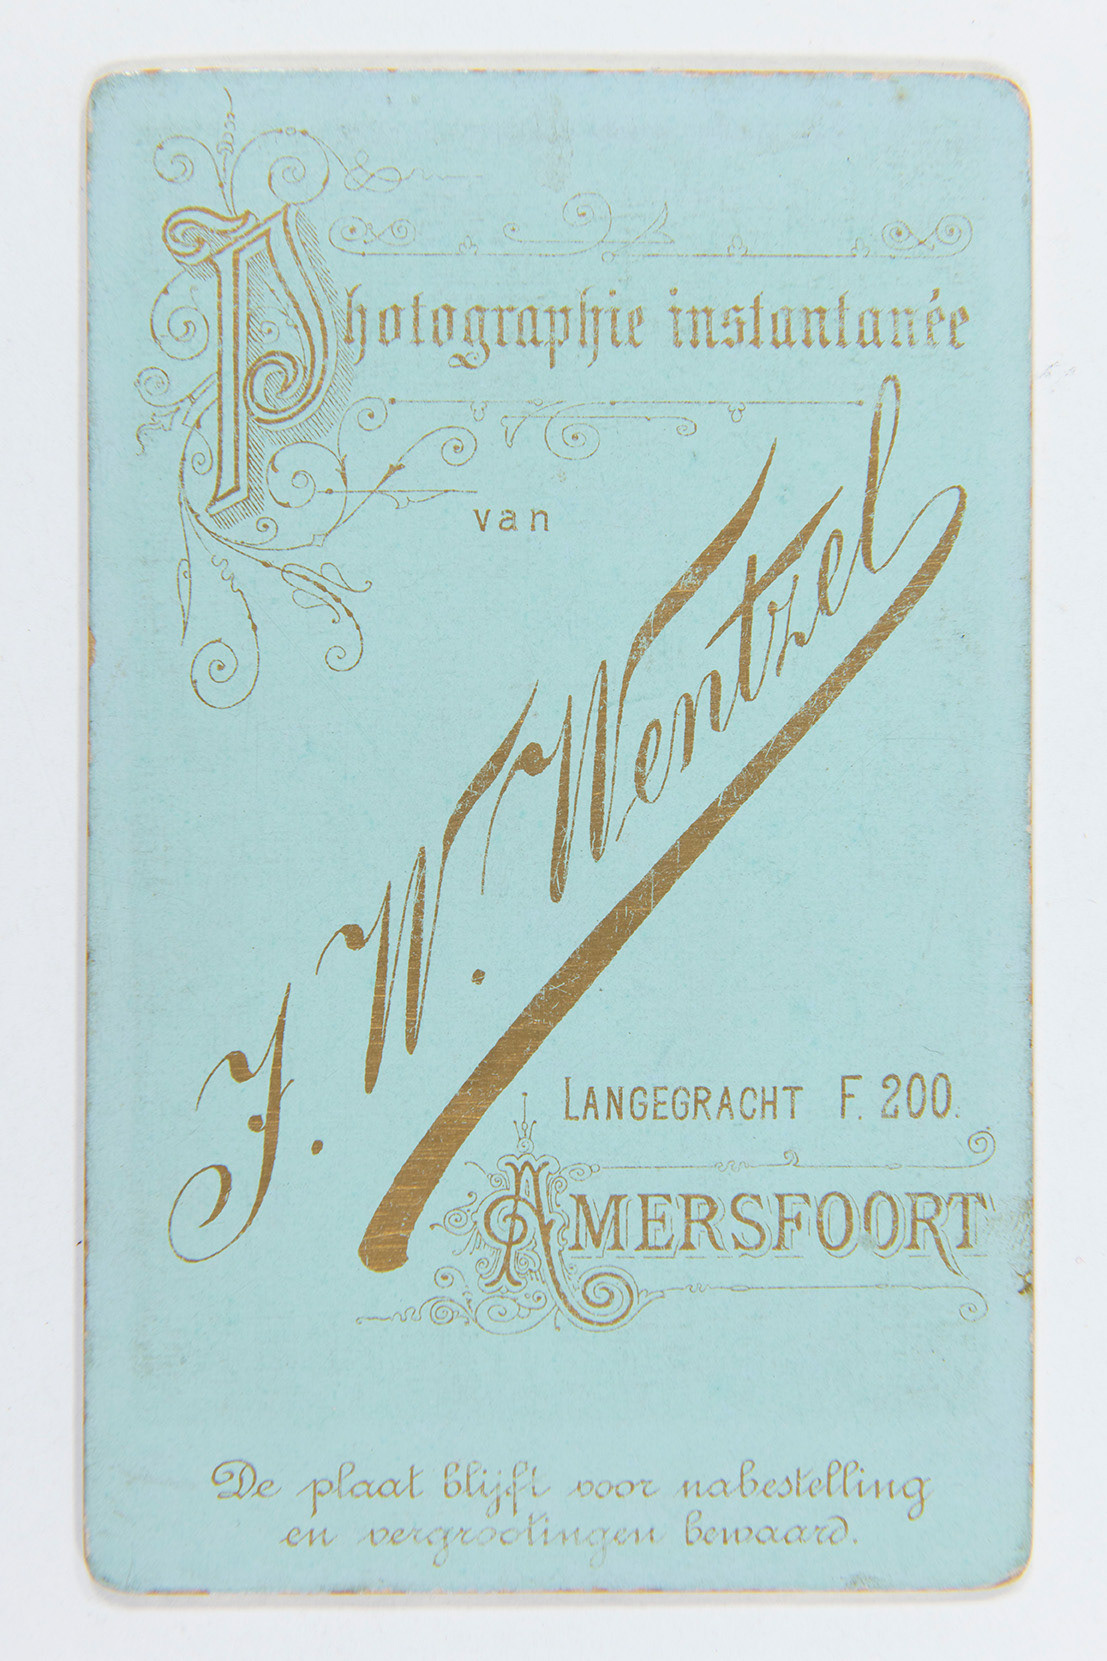 Photographie instantanée
van
J. W. Wentzel
LANGEGRACHT F. 200.
AMERSFOORT
De plaat blijft voor nabestelling
en vergrootingen bewaard.